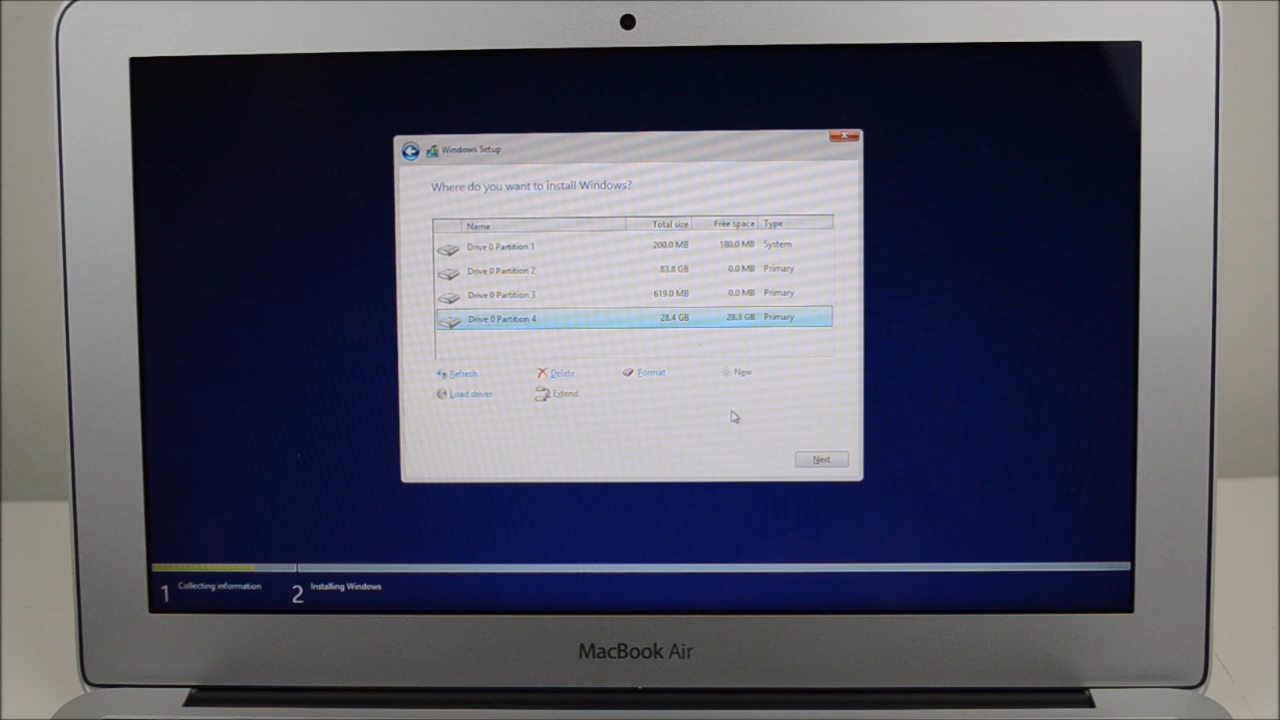 Windows Setup
Where do you want to install Windows?
Name Total size Free space Type
Drive 0 Partition 1 200.0 MB 180.0 MB System
Drive 0 Partition 2 83.8 GB 0.0 MB Primary
Drive 0 Partition 3 619.0 MB 0.0 MB Primary
Drive 0 Partition 4 28.4 GB 28.3 GB Primary
Refresh Delete Format New
Load driver Extend
Next
1 Collecting information 2 Installing Windows
MacBook Air